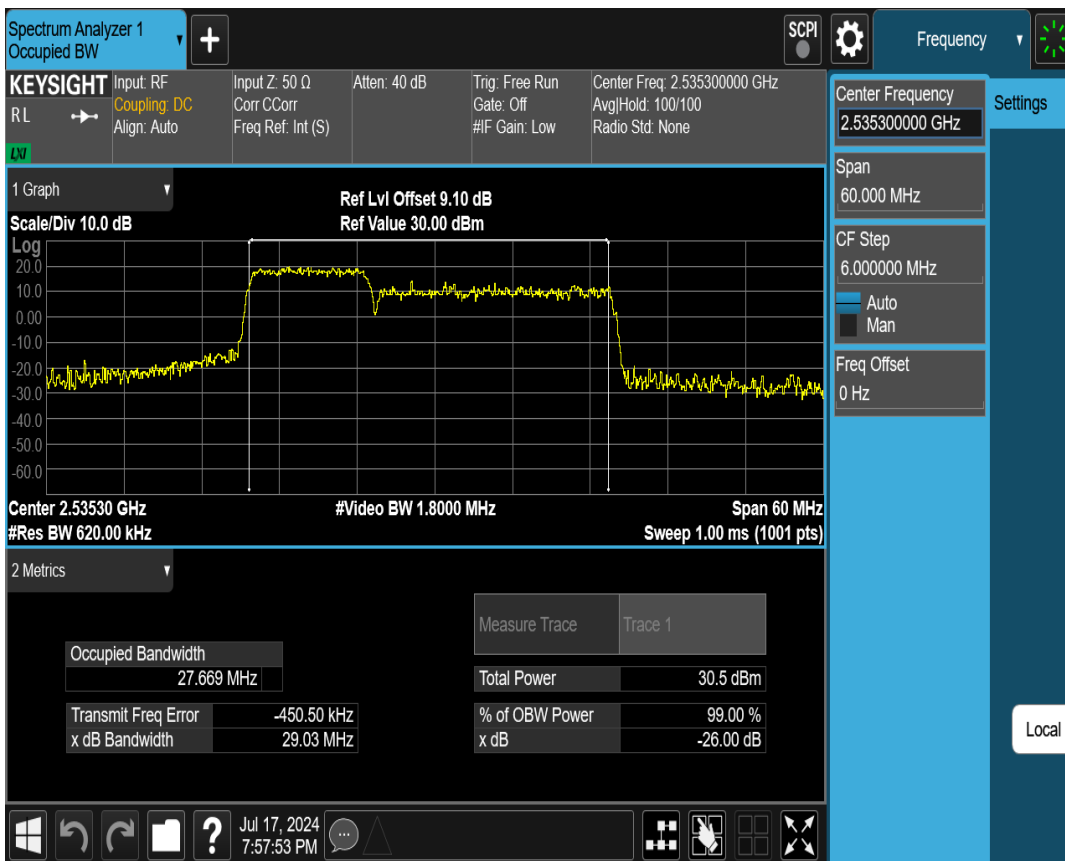 Spectrum Analyzer 1
Occupied BW
SCPI
Frequency
KEYSIGHT
RL
LXI
Input: RF
Coupling: DC
Align: Auto
Input Z: 50 Ω
Corr CCorr
Freq Ref: Int (S)
Atten: 40 dB
Trig: Free Run
Gate: Off
#IF Gain: Low
Center Freq: 2.535300000 GHz
Avg|Hold: 100/100
Radio Std: None
Center Frequency
2.535300000 GHz
Settings
Span
60.000 MHz
CF Step
6.000000 MHz
Auto
Man
Freq Offset
0 Hz
Local
1 Graph
Scale/Div 10.0 dB
Ref Lvl Offset 9.10 dB
Ref Value 30.00 dBm
Log
20.0
10.0
0.00
-10.0
-20.0
-30.0
-40.0
-50.0
-60.0
Center 2.53530 GHz
#Res BW 620.00 kHz
#Video BW 1.8000 MHz
Span 60 MHz
Sweep 1.00 ms (1001 pts)
2 Metrics
Measure Trace Trace 1
Occupied Bandwidth
27.669 MHz
Total Power 30.5 dBm
Transmit Freq Error -450.50 kHz
x dB Bandwidth 29.03 MHz
% of OBW Power 99.00 %
x dB -26.00 dB
?
Jul 17, 2024
7:57:53 PM